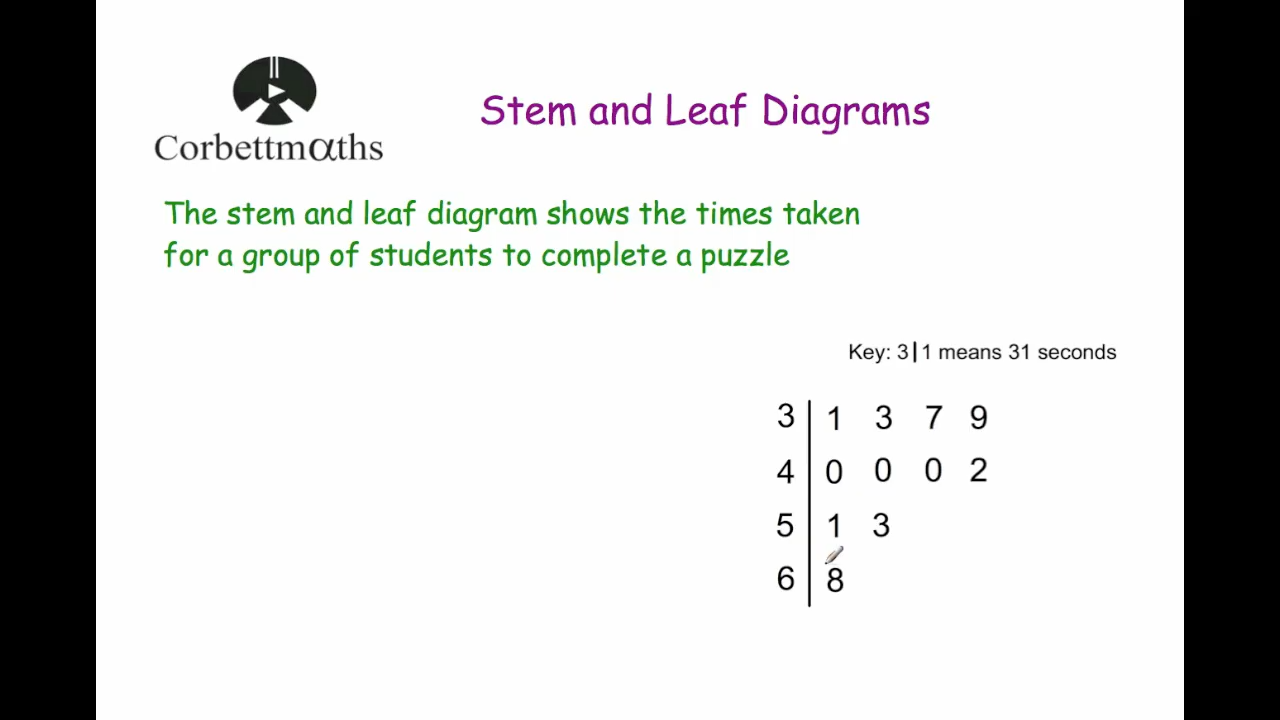 Stem and Leaf Diagrams
Corbettmαths
The stem and leaf diagram shows the times taken
for a group of students to complete a puzzle
Key: 3|1 means 31 seconds
3 | 1 3 7 9
4 | 0 0 0 2
5 | 1 3
6 | 8